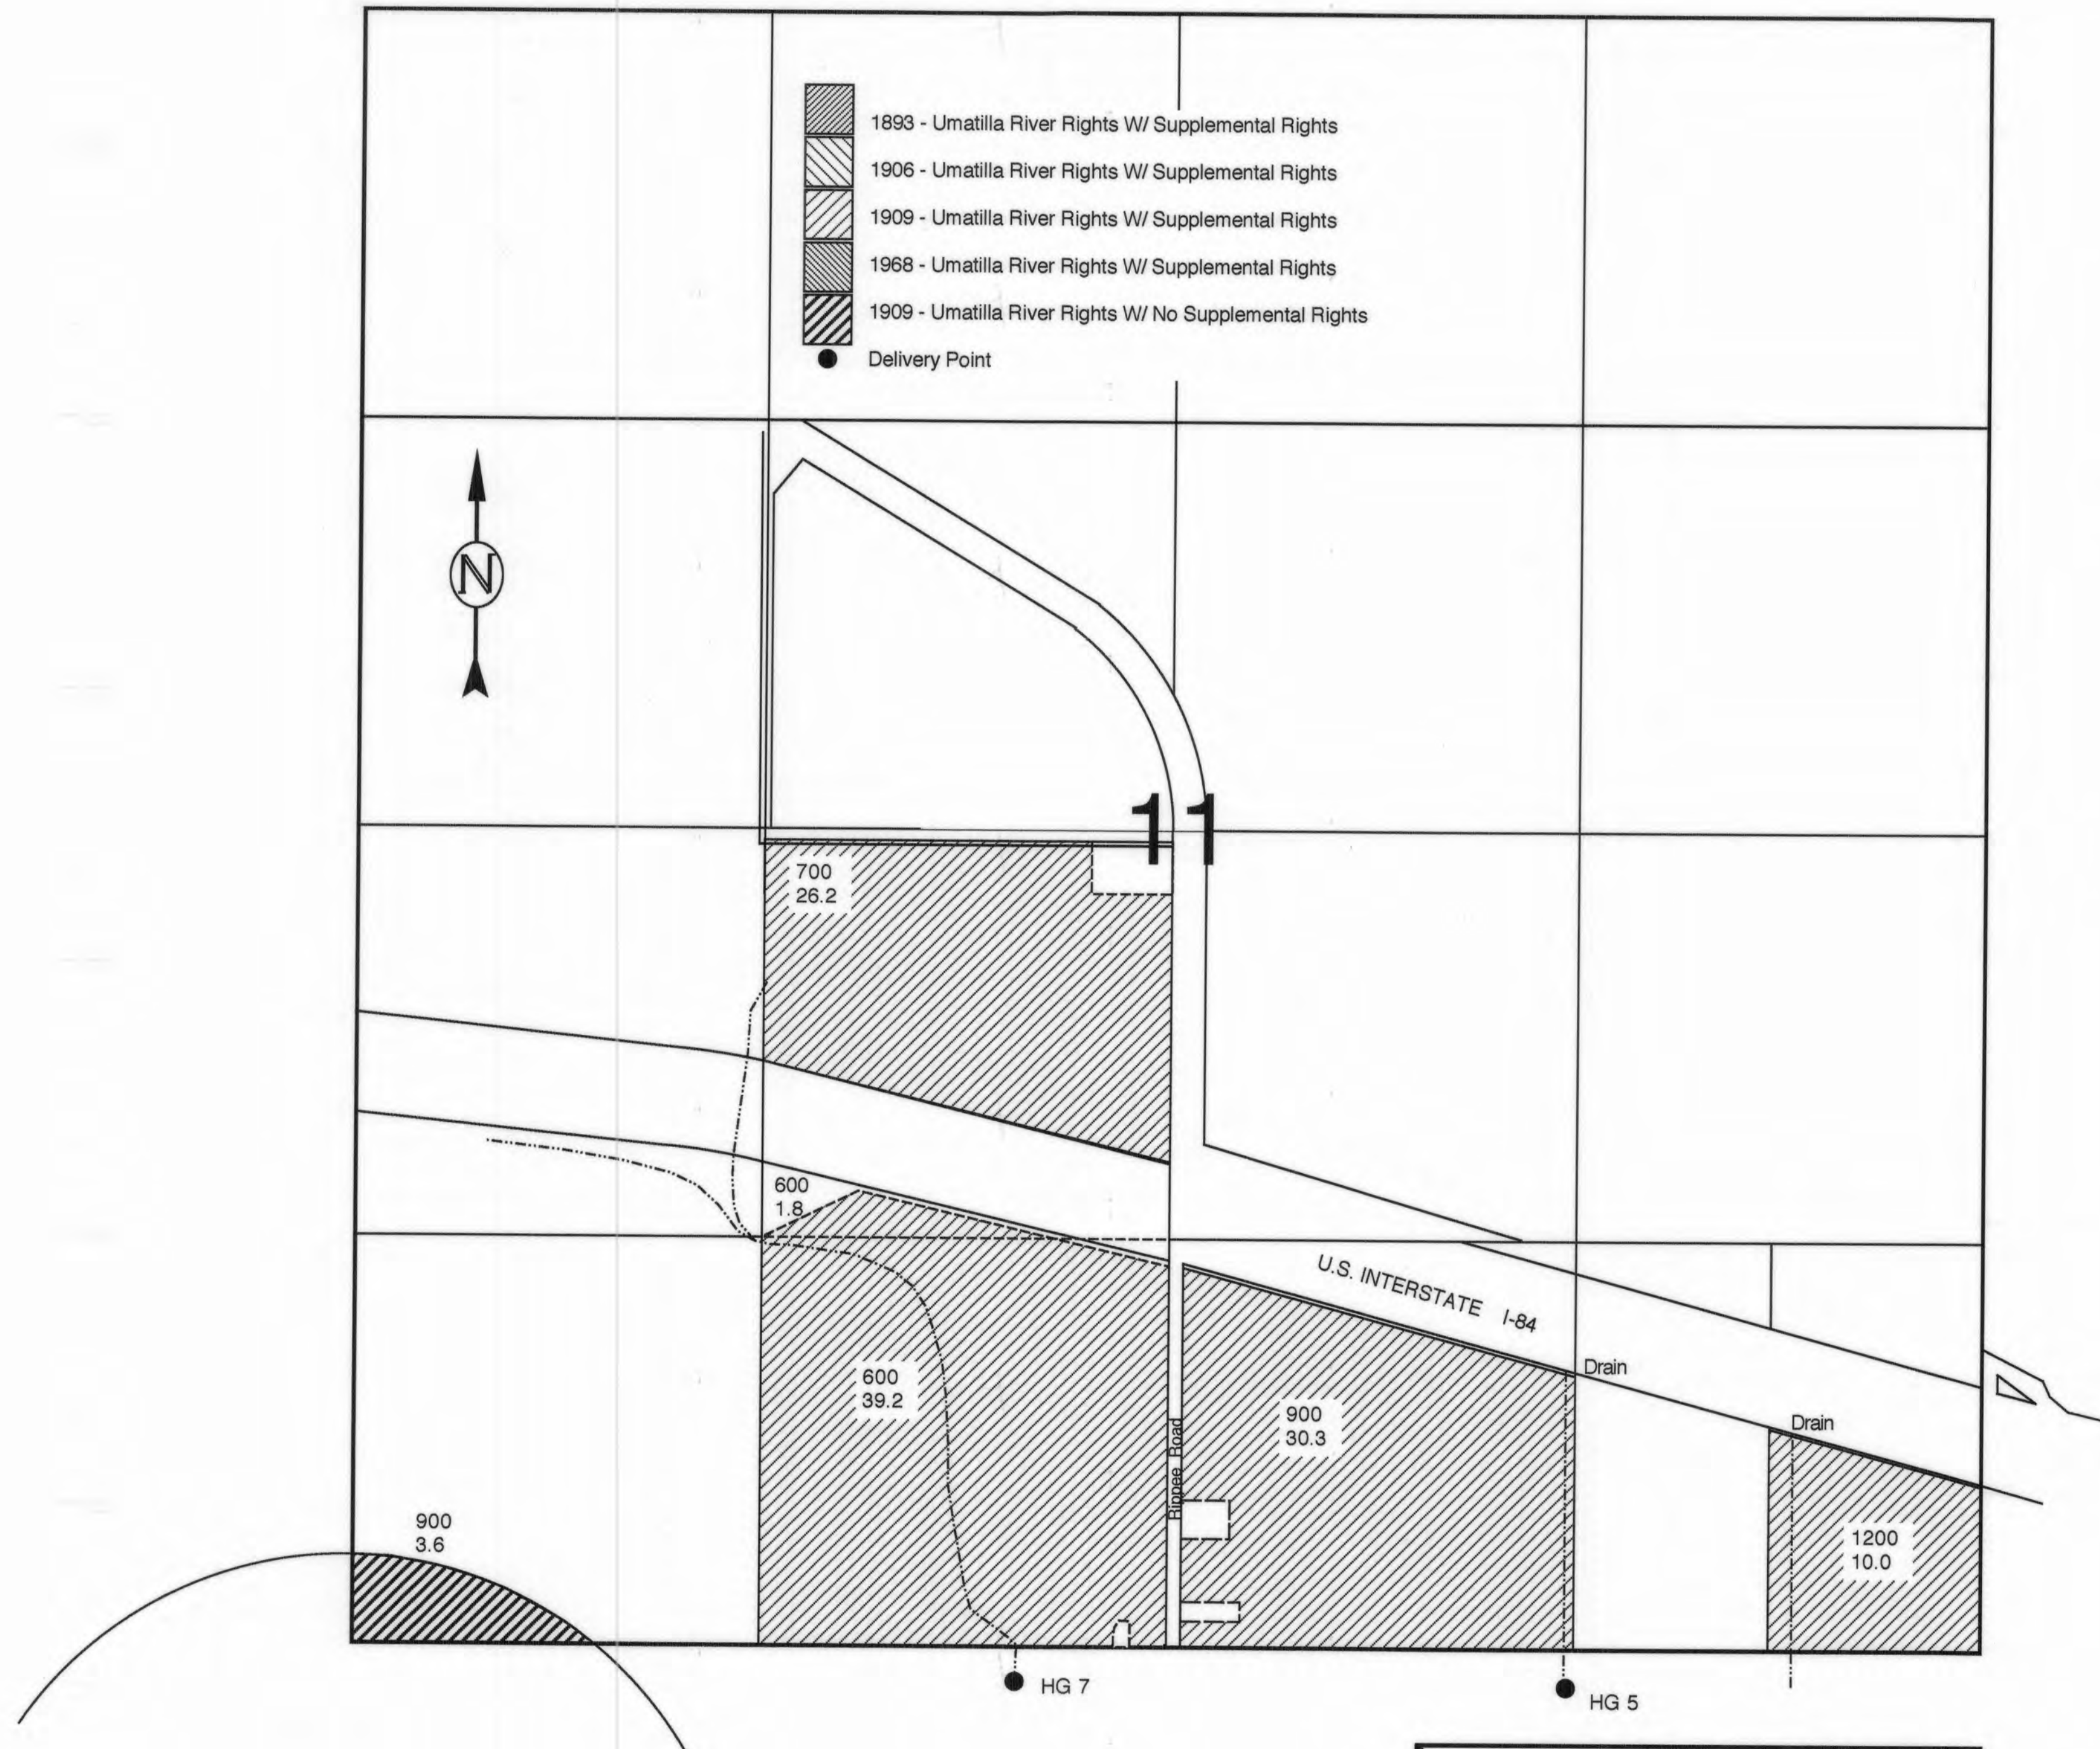 1893 - Umatilla River Rights W/ Supplemental Rights
1906 - Umatilla River Rights W/ Supplemental Rights
1909 - Umatilla River Rights W/ Supplemental Rights
1968 - Umatilla River Rights W/ Supplemental Rights
1909 - Umatilla River Rights W/ No Supplemental Rights
Delivery Point
N
11
700
26.2
600
1.8
U.S. INTERSTATE I-84
Drain
600
39.2
900
30.3
Drain
Rippee Road
900
3.6
1200
10.0
HG 7
HG 5